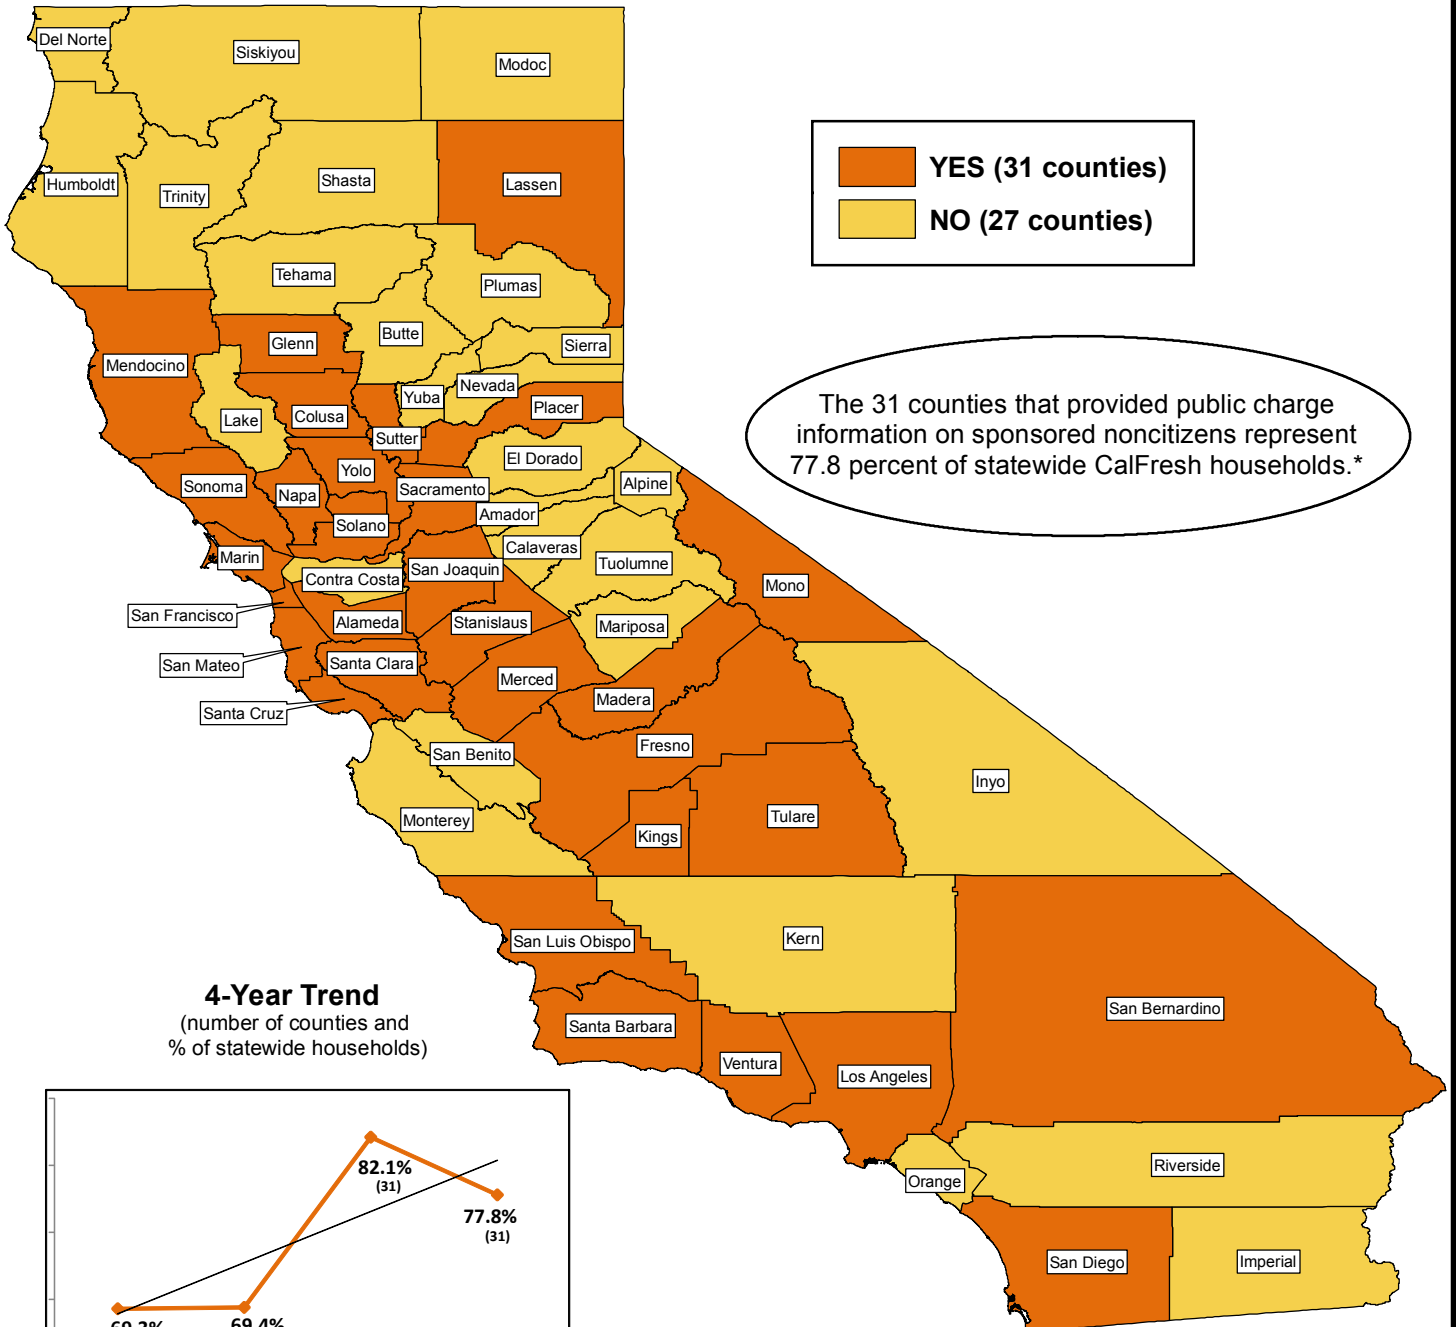 Del Norte
Siskiyou
Modoc
Humboldt
Trinity
Shasta
Lassen
YES (31 counties)
NO (27 counties)
Tehama
Plumas
Glenn
Butte
Sierra
Mendocino
Lake
Colusa
Yuba
Nevada
Placer
Sutter
The 31 counties that provided public charge
information on sponsored noncitizens represent
77.8 percent of statewide CalFresh households.*
Sonoma
Napa
Yolo
Sacramento
El Dorado
Alpine
Solano
Amador
Marin
Contra Costa
San Joaquin
Calaveras
Tuolumne
Mono
San Francisco
Alameda
Stanislaus
Mariposa
San Mateo
Santa Clara
Merced
Madera
Santa Cruz
San Benito
Fresno
Inyo
Monterey
Kings
Tulare
San Luis Obispo
Kern
Santa Barbara
Ventura
Los Angeles
San Bernardino
Orange
Riverside
San Diego
Imperial
4-Year Trend
(number of counties and
% of statewide households)
82.1%
(31)
77.8%
(31)
69.4%